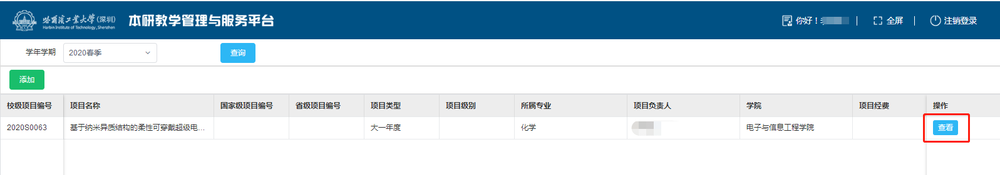 哈尔滨工业大学(深圳)
Harbin Institute of Technology, Shenzhen
本研教学管理与服务平台
你好！
全屏
注销登录
学年学期 2020春季 查询
添加
校级项目编号 项目名称 国家级项目编号 省级项目编号 项目类型 项目级别 所属专业 项目负责人 学院 项目经费 操作
2020S0063 基于纳米异质结构的柔性可穿戴超级电... 大一年度 化学 电子与信息工程学院 查看